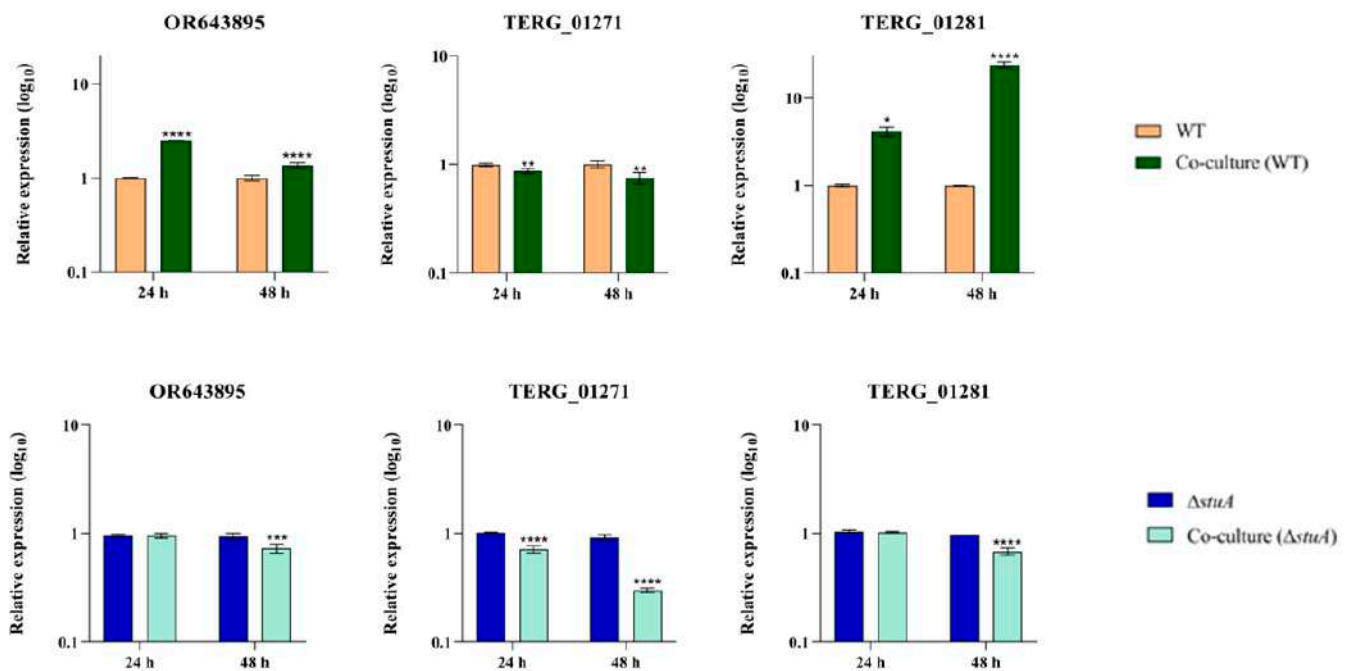 OR643895
TERG_01271
TERG_01281
Relative expression (log10)
10
1
0.1
****
****
24 h
48 h
Relative expression (log10)
10
1
0.1
**
**
24 h
48 h
Relative expression (log10)
10
1
0.1
*
****
24 h
48 h
WT
Co-culture (WT)
OR643895
TERG_01271
TERG_01281
Relative expression (log10)
10
1
0.1
***
24 h
48 h
Relative expression (log10)
10
1
0.1
****
****
24 h
48 h
Relative expression (log10)
10
1
0.1
****
24 h
48 h
ΔstuA
Co-culture (ΔstuA)